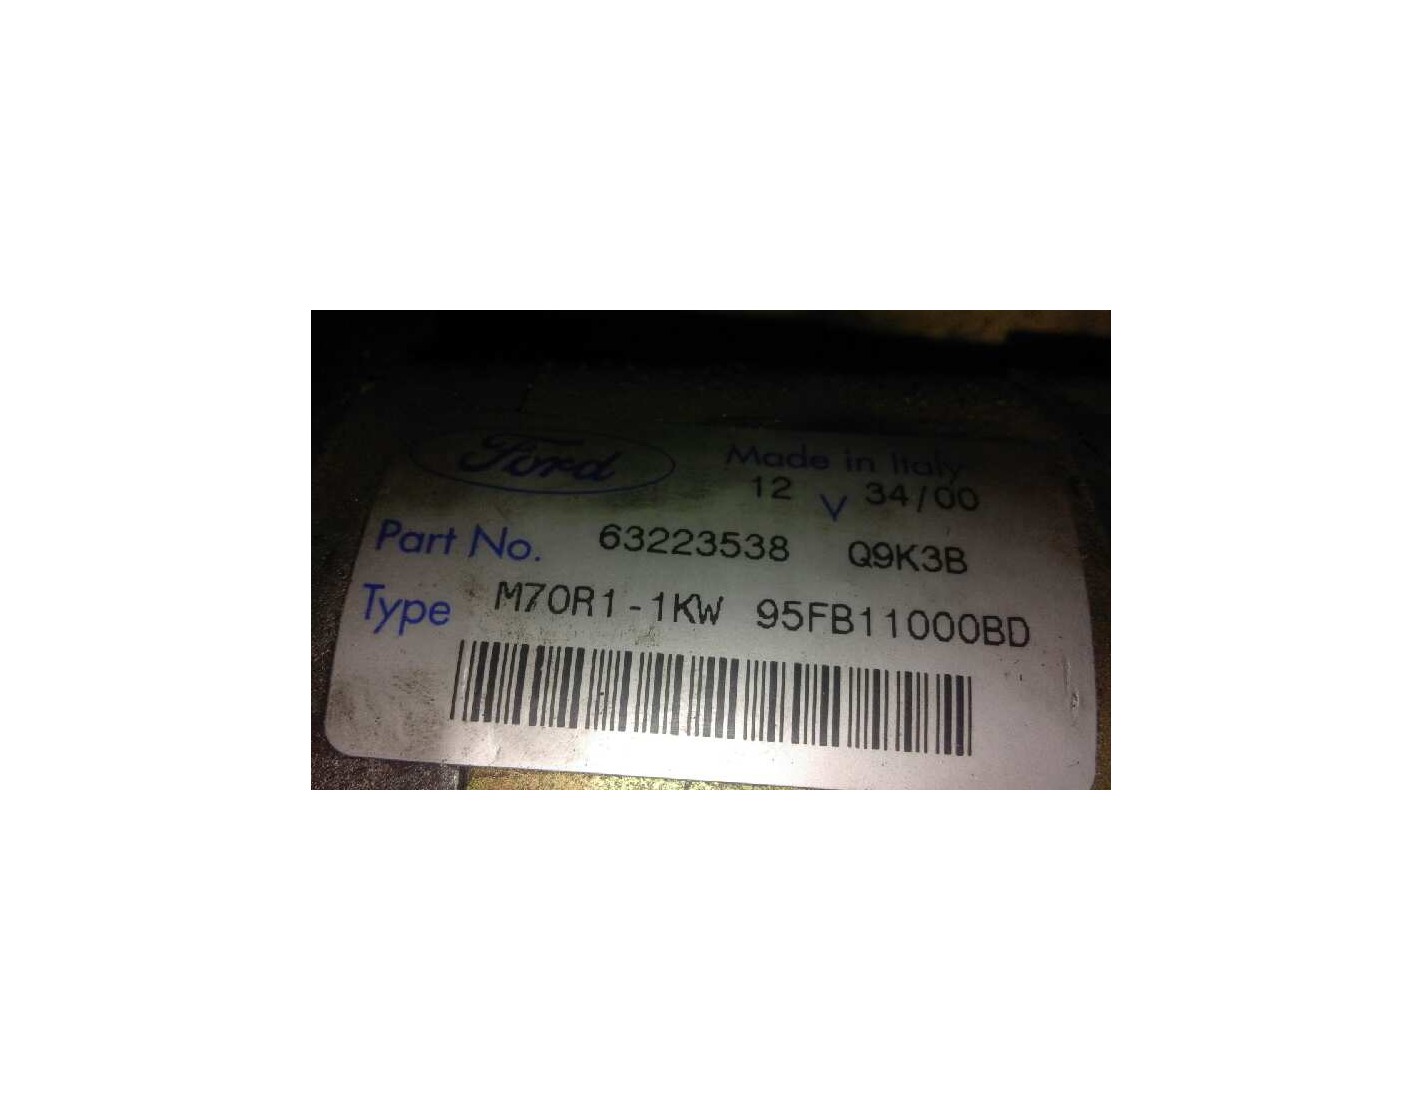 Ford Made in Italy
12 V 34/00
Part No. 63223538 Q9K3B
Type M70R1-1KW 95FB11000BD